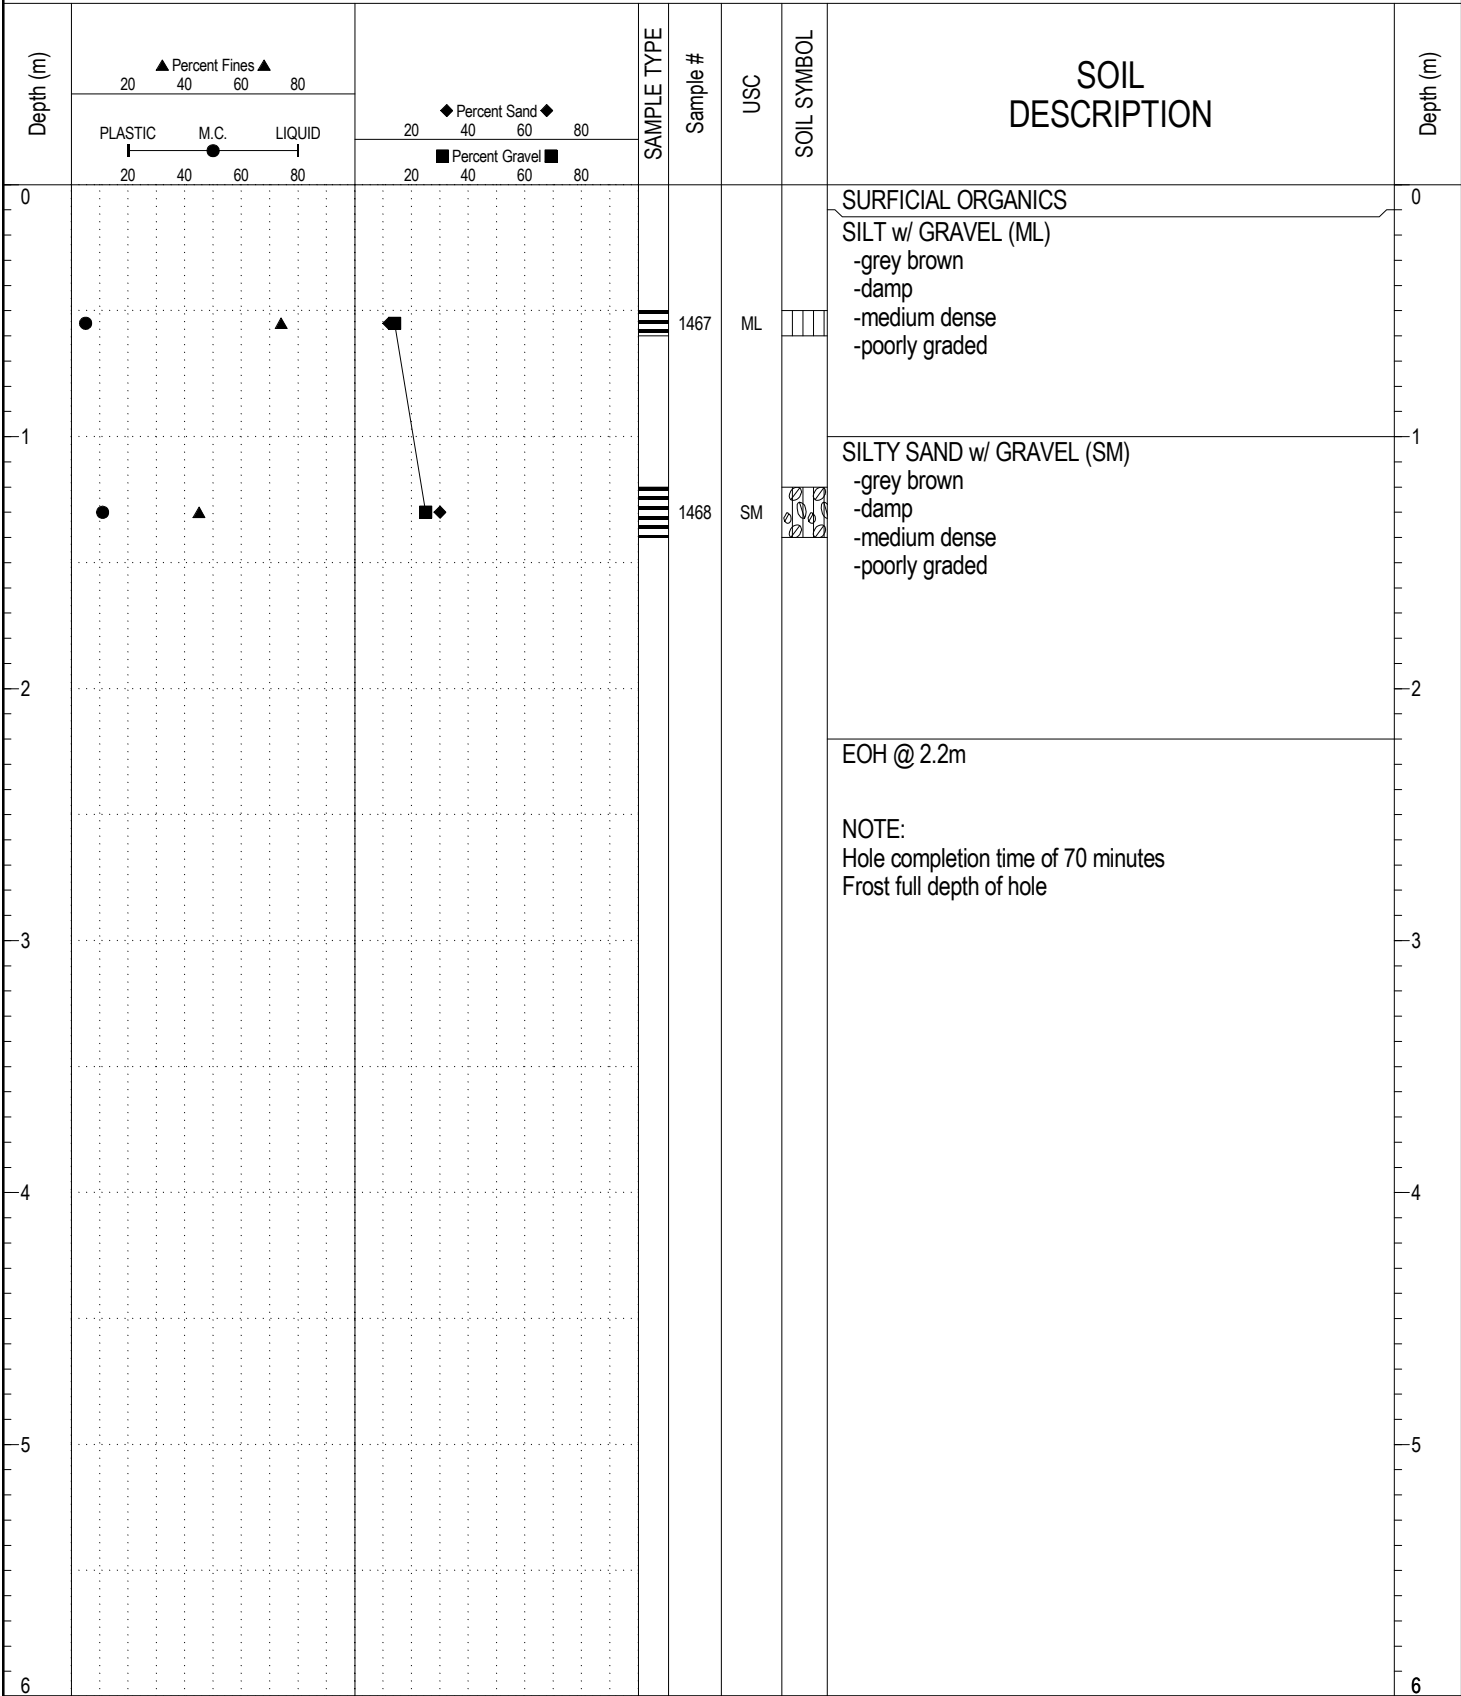 Depth (m)
▲ Percent Fines ▲
20 40 60 80
PLASTIC M.C. LIQUID
20 40 60 80
◆ Percent Sand ◆
20 40 60 80
■ Percent Gravel ■
20 40 60 80
SAMPLE TYPE
Sample #
USC
SOIL SYMBOL
SOIL
DESCRIPTION
Depth (m)
0
SURFICIAL ORGANICS
0
SILT w/ GRAVEL (ML)
-grey brown
-damp
-medium dense
-poorly graded
1467 ML
1
SILTY SAND w/ GRAVEL (SM)
1
-grey brown
-damp
-medium dense
-poorly graded
1468 SM
2
2
EOH @ 2.2m
NOTE:
Hole completion time of 70 minutes
Frost full depth of hole
3
3
4
4
5
5
6
6